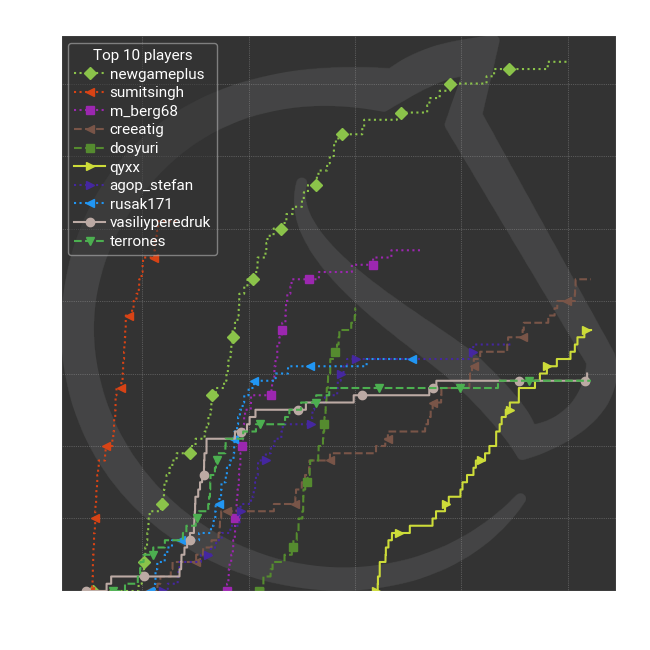 Top 10 players
newgameplus
sumitsingh
m_berg68
creeatig
dosyuri
qyxx
agop_stefan
rusak171
vasiliyperedruk
terrones